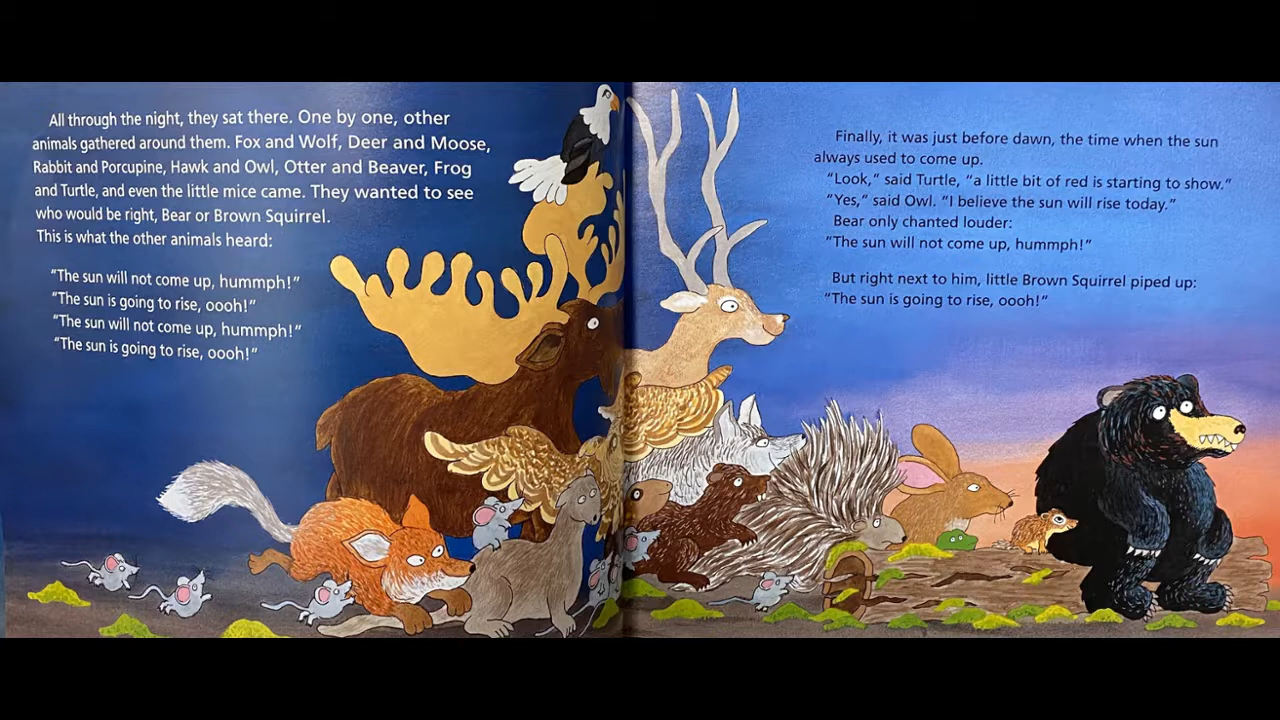 All through the night, they sat there. One by one, other
animals gathered around them. Fox and Wolf, Deer and Moose,
Rabbit and Porcupine, Hawk and Owl, Otter and Beaver, Frog
and Turtle, and even the little mice came. They wanted to see
who would be right, Bear or Brown Squirrel.
This is what the other animals heard:
"The sun will not come up, hummph!"
"The sun is going to rise, oooh!"
"The sun will not come up, hummph!"
"The sun is going to rise, oooh!"
Finally, it was just before dawn, the time when the sun
always used to come up.
"Look," said Turtle, "a little bit of red is starting to show."
"Yes," said Owl. "I believe the sun will rise today."
Bear only chanted louder:
"The sun will not come up, hummph!"
But right next to him, little Brown Squirrel piped up:
"The sun is going to rise, oooh!"